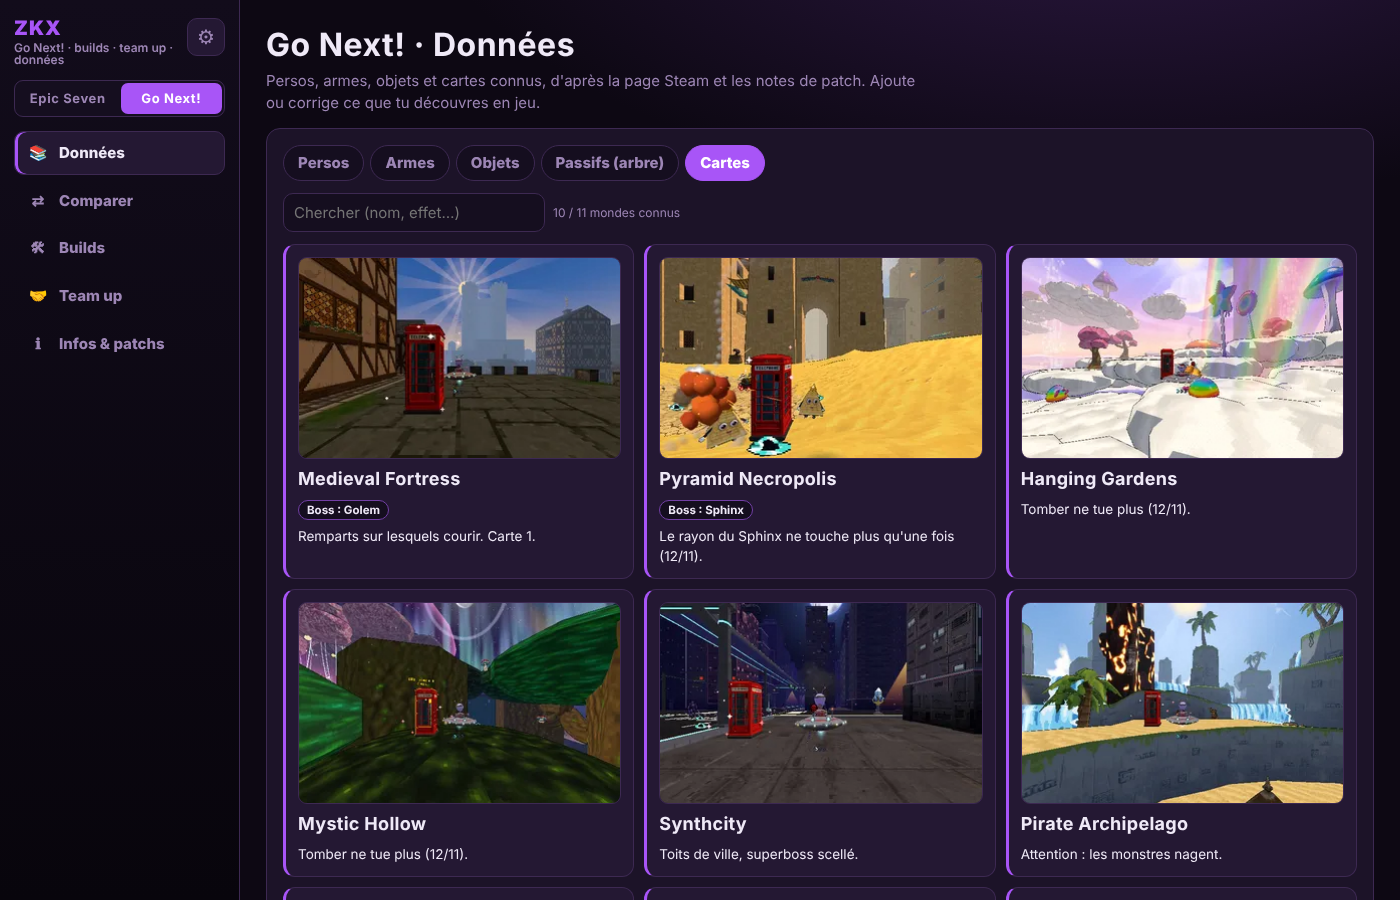 ZKX
Go Next! · builds · team up ·
données
Epic Seven
Go Next!
Données
Comparer
Builds
Team up
Infos & patchs
Go Next! · Données
Persos, armes, objets et cartes connus, d'après la page Steam et les notes de patch. Ajoute
ou corrige ce que tu découvres en jeu.
Persos
Armes
Objets
Passifs (arbre)
Cartes
Chercher (nom, effet…)
10 / 11 mondes connus
Medieval Fortress
Boss : Golem
Remparts sur lesquels courir. Carte 1.
Pyramid Necropolis
Boss : Sphinx
Le rayon du Sphinx ne touche plus qu'une fois
(12/11).
Hanging Gardens
Tomber ne tue plus (12/11).
Mystic Hollow
Tomber ne tue plus (12/11).
Synthcity
Toits de ville, superboss scellé.
Pirate Archipelago
Attention : les monstres nagent.